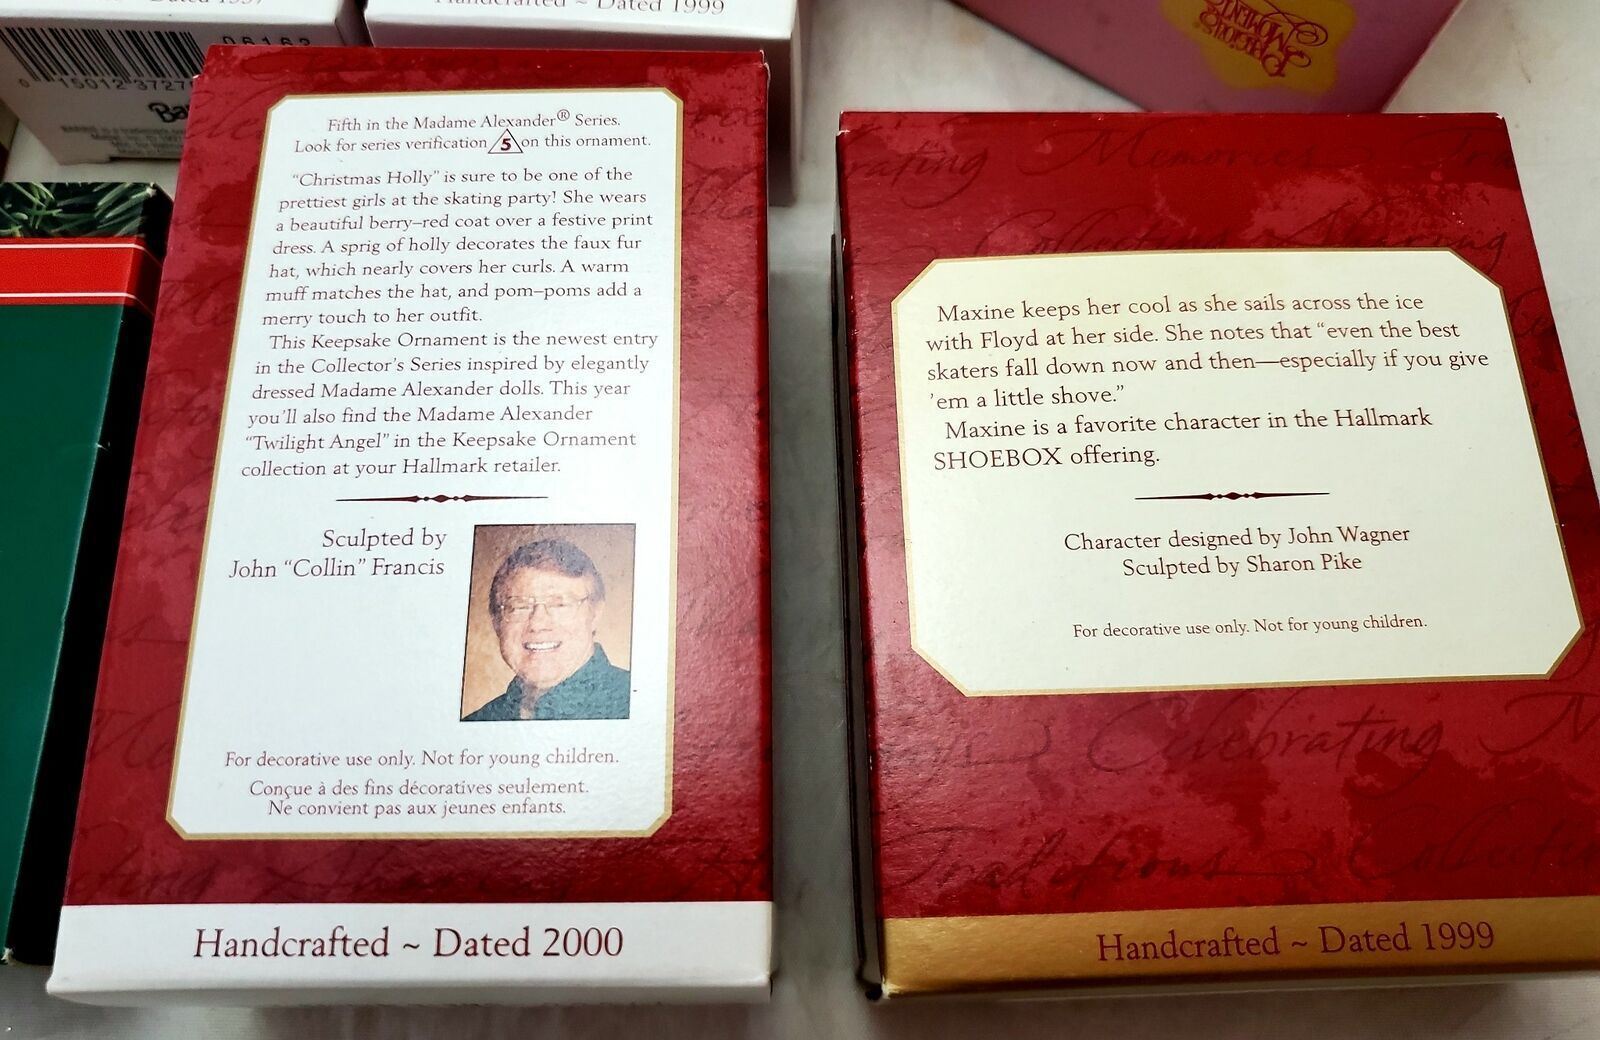 Handcrafted ~ Dated 1999
06162
0 15012 3727
Precious
Moments
Fifth in the Madame Alexander® Series.
Look for series verification 5 on this ornament.
"Christmas Holly" is sure to be one of the
prettiest girls at the skating party! She wears
a beautiful berry–red coat over a festive print
dress. A sprig of holly decorates the faux fur
hat, which nearly covers her curls. A warm
muff matches the hat, and pom–poms add a
merry touch to her outfit.
This Keepsake Ornament is the newest entry
in the Collector's Series inspired by elegantly
dressed Madame Alexander dolls. This year
you'll also find the Madame Alexander
"Twilight Angel" in the Keepsake Ornament
collection at your Hallmark retailer.
Sculpted by
John "Collin" Francis
For decorative use only. Not for young children.
Conçue à des fins décoratives seulement.
Ne convient pas aux jeunes enfants.
Handcrafted ~ Dated 2000
Memories
Maxine keeps her cool as she sails across the ice
with Floyd at her side. She notes that "even the best
skaters fall down now and then—especially if you give
'em a little shove."
Maxine is a favorite character in the Hallmark
SHOEBOX offering.
Character designed by John Wagner
Sculpted by Sharon Pike
For decorative use only. Not for young children.
Celebrating
Traditions
Handcrafted ~ Dated 1999